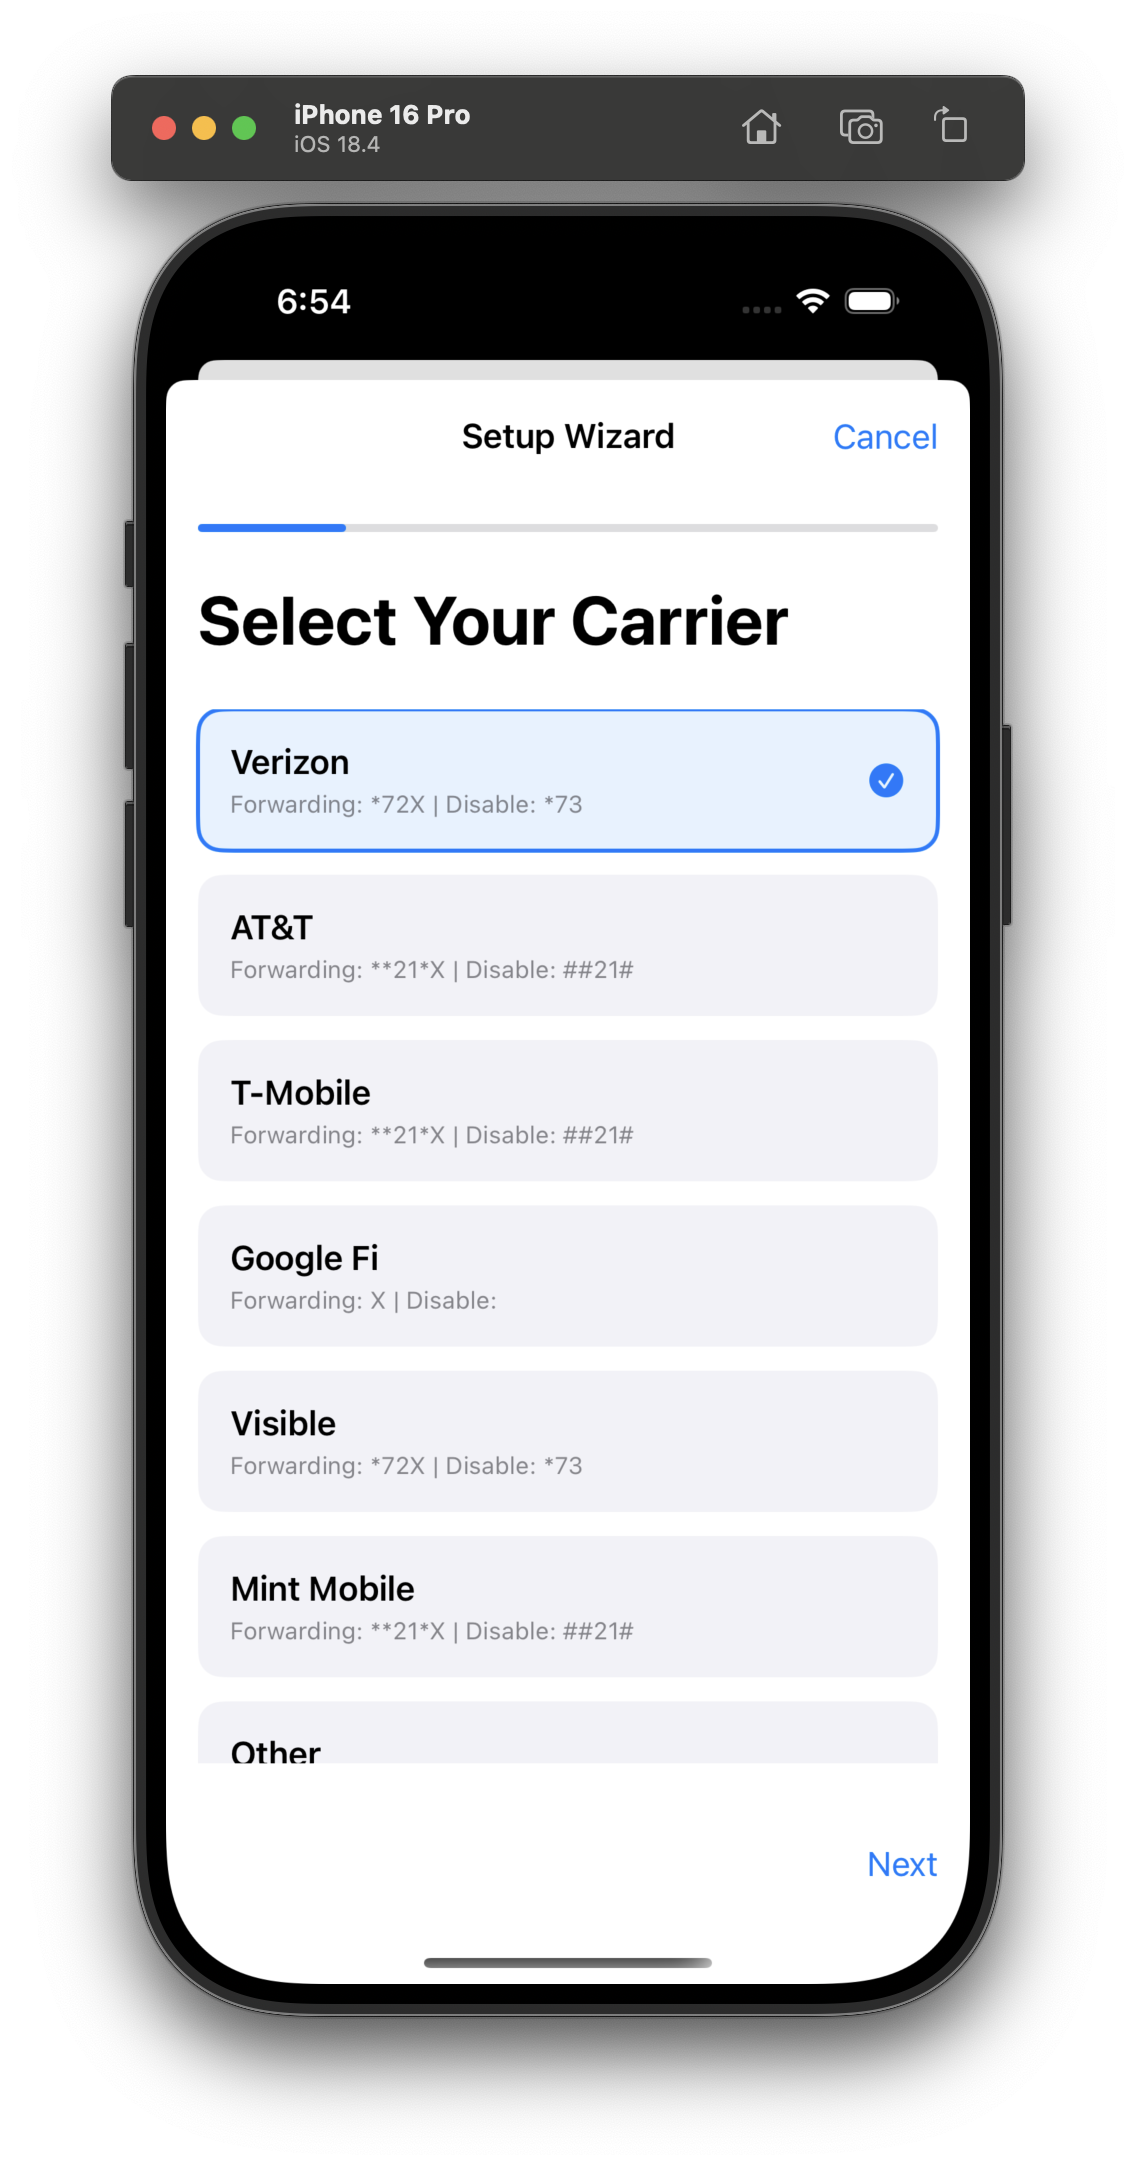 iPhone 16 Pro
iOS 18.4
6:54
Setup Wizard
Cancel
Select Your Carrier
Verizon
Forwarding: *72X | Disable: *73
AT&T
Forwarding: **21*X | Disable: ##21#
T-Mobile
Forwarding: **21*X | Disable: ##21#
Google Fi
Forwarding: X | Disable:
Visible
Forwarding: *72X | Disable: *73
Mint Mobile
Forwarding: **21*X | Disable: ##21#
Other
Next